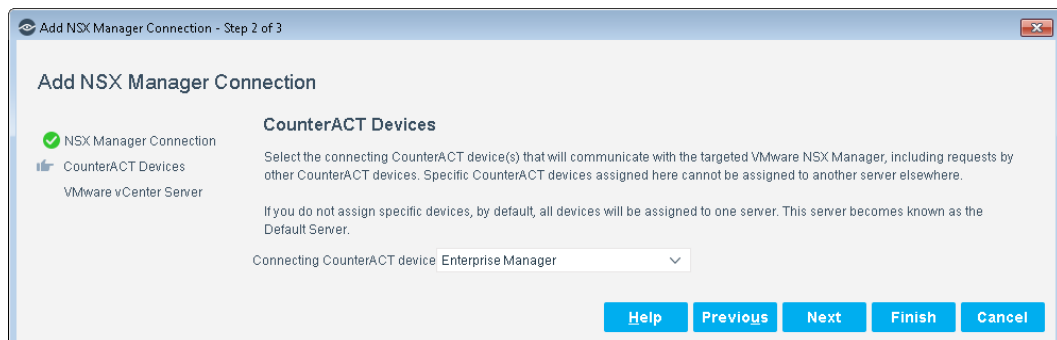 Add NSX Manager Connection - Step 2 of 3
Add NSX Manager Connection
NSX Manager Connection
CounterACT Devices
VMware vCenter Server
CounterACT Devices
Select the connecting CounterACT device(s) that will communicate with the targeted VMware NSX Manager, including requests by
other CounterACT devices. Specific CounterACT devices assigned here cannot be assigned to another server elsewhere.
If you do not assign specific devices, by default, all devices will be assigned to one server. This server becomes known as the
Default Server.
Connecting CounterACT device Enterprise Manager
Help Previous Next Finish Cancel